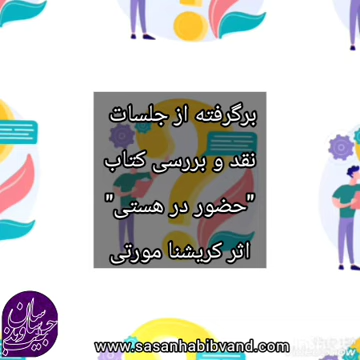 برگرفته از جلسات
نقد و بررسی کتاب
"حضور در هستی"
اثر کریشنا مورتی
www.sasanhabibvand.com